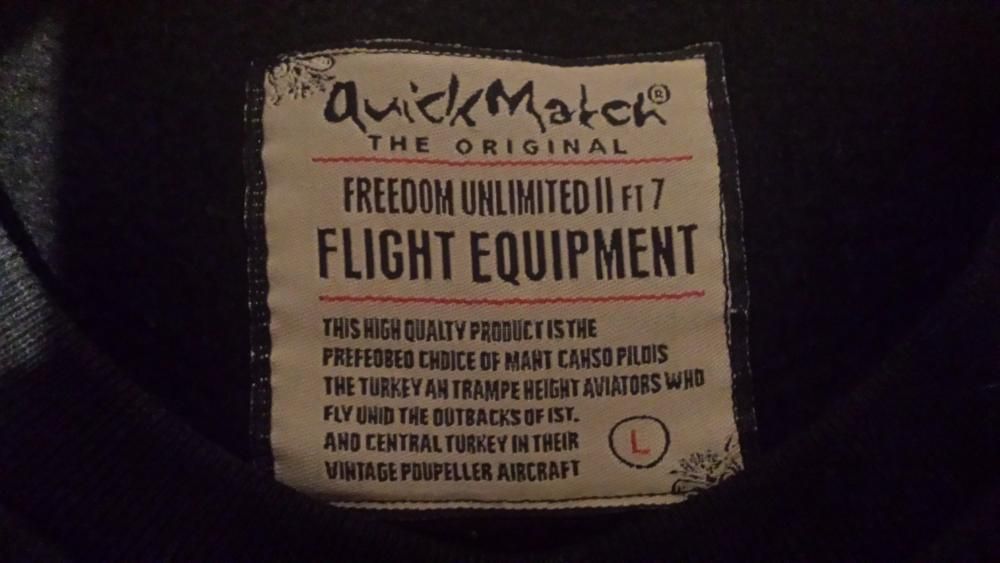 QuickMatch®
THE ORIGINAL
FREEDOM UNLIMITED II FT 7
FLIGHT EQUIPMENT
THIS HIGH QUALTY PRODUCT IS THE
PREFEOBED CHDICE OF MANT CANSO PILOIS
THE TURKEY AN TRAMPE HEIGHT AVIATORS WHO
FLY UNID THE OUTBACKS OF IST.
AND CENTRAL TURKEY IN THEIR
VINTAGE POUPELLER AIRCRAFT
L